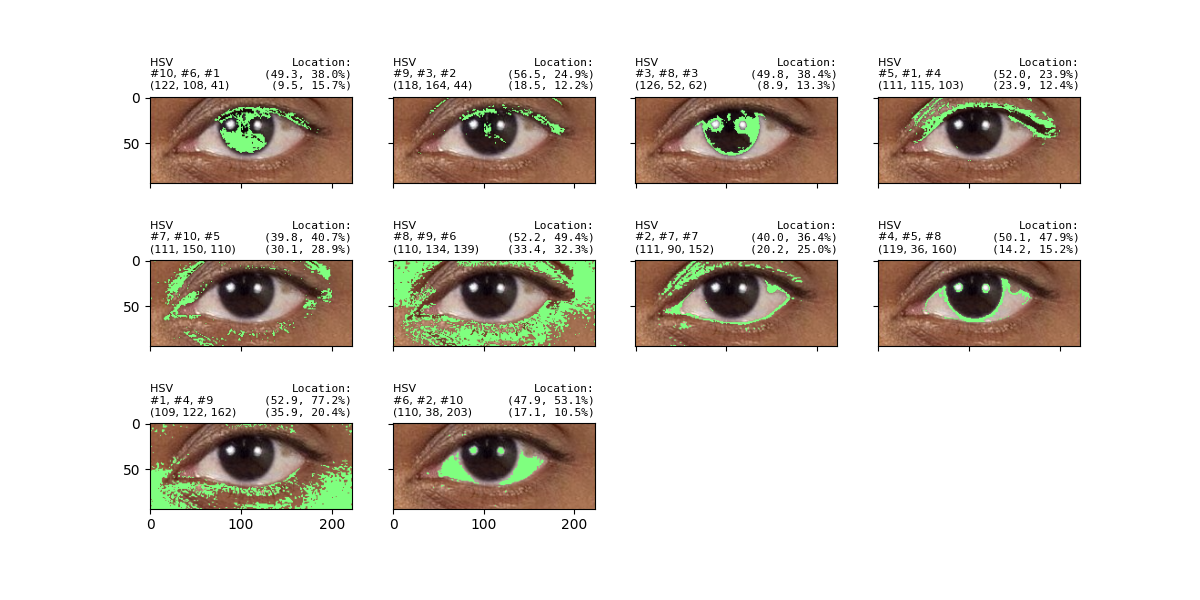 HSV Location:
#10, #6, #1 (49.3, 38.0%)
(122, 108, 41) (9.5, 15.7%)
HSV Location:
#9, #3, #2 (56.5, 24.9%)
(118, 164, 44) (18.5, 12.2%)
HSV Location:
#3, #8, #3 (49.8, 38.4%)
(126, 52, 62) (8.9, 13.3%)
HSV Location:
#5, #1, #4 (52.0, 23.9%)
(111, 115, 103) (23.9, 12.4%)
0
50
HSV Location:
#7, #10, #5 (39.8, 40.7%)
(111, 150, 110) (30.1, 28.9%)
HSV Location:
#8, #9, #6 (52.2, 49.4%)
(110, 134, 139) (33.4, 32.3%)
HSV Location:
#2, #7, #7 (40.0, 36.4%)
(111, 90, 152) (20.2, 25.0%)
HSV Location:
#4, #5, #8 (50.1, 47.9%)
(119, 36, 160) (14.2, 15.2%)
0
50
HSV Location:
#1, #4, #9 (52.9, 77.2%)
(109, 122, 162) (35.9, 20.4%)
HSV Location:
#6, #2, #10 (47.9, 53.1%)
(110, 38, 203) (17.1, 10.5%)
0
50
0 100 200
0 100 200